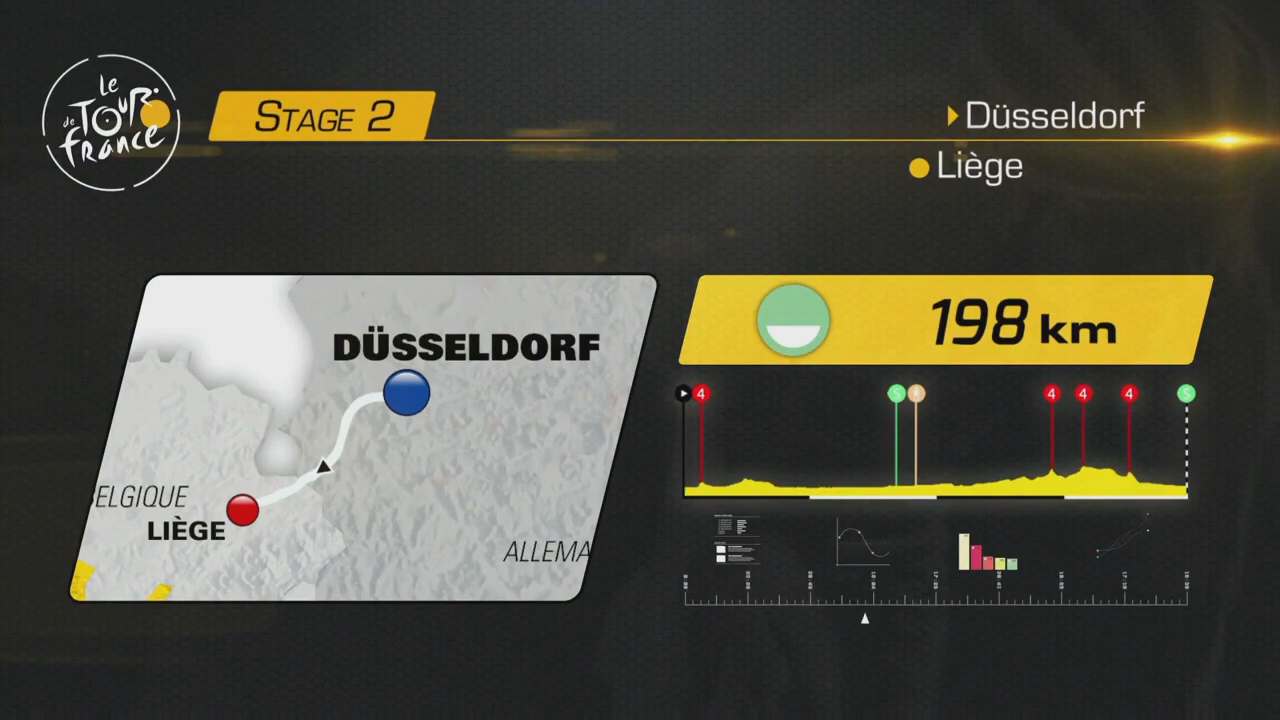 Le
Tour
de
france
STAGE 2
Düsseldorf
Liège
DÜSSELDORF
ELGIQUE
LIÈGE
ALLEMA
198 km
4
S
4
4
4
S